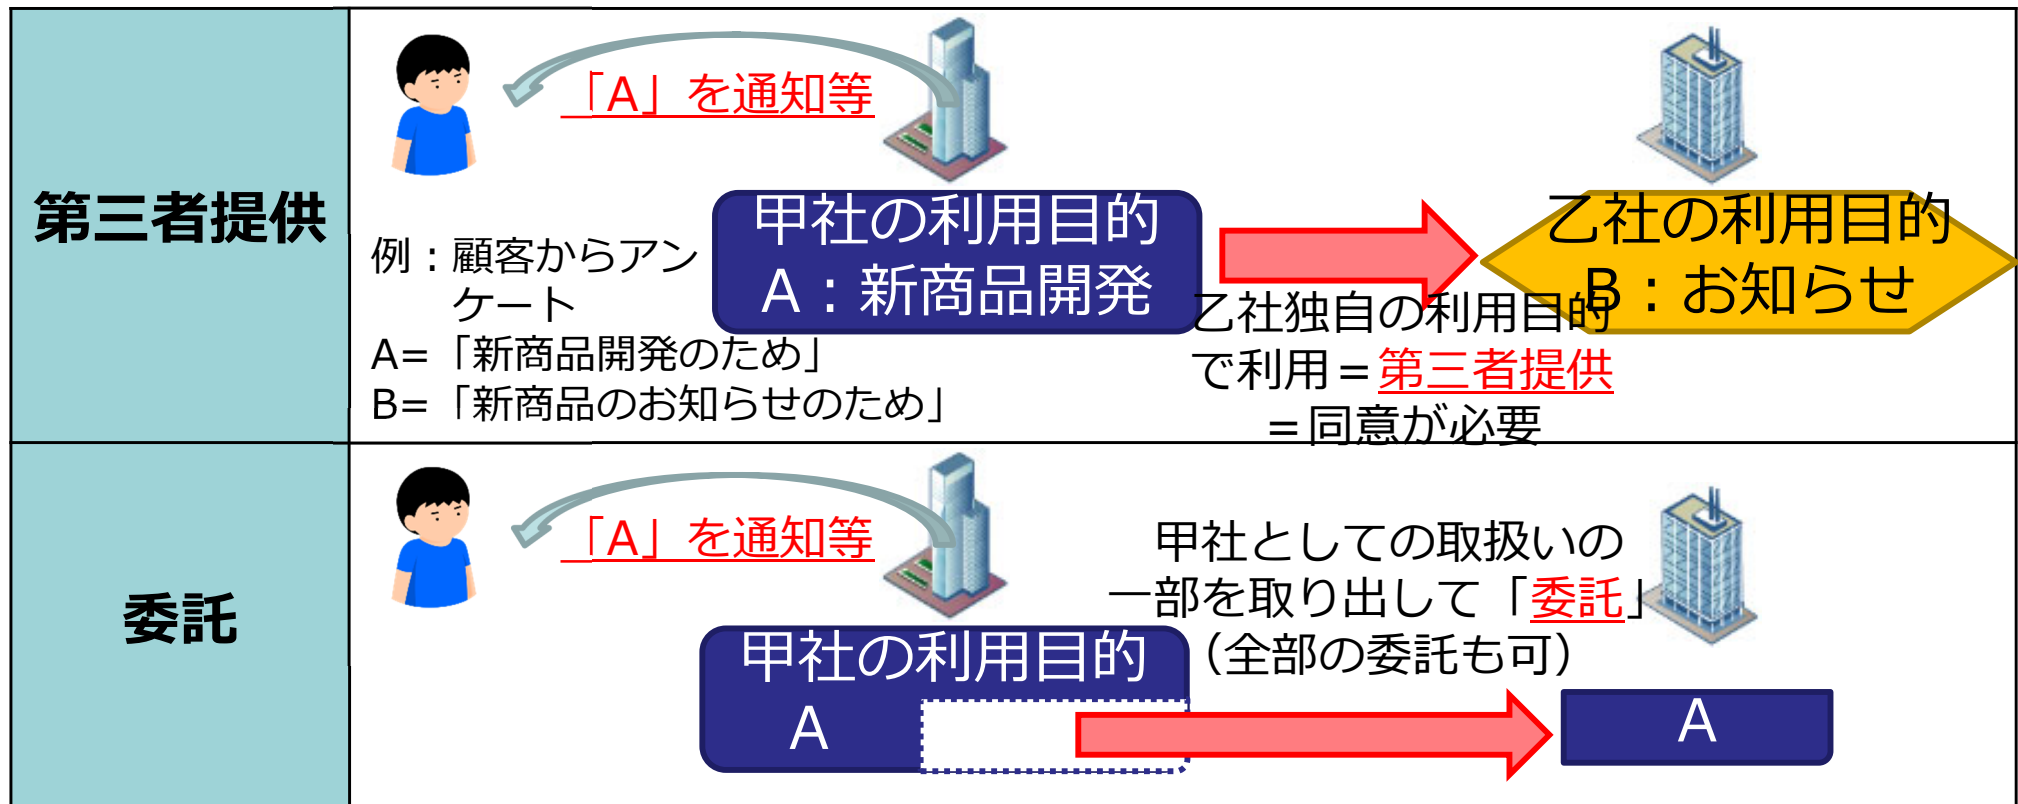 第三者提供
「A」を通知等
例：顧客からアン
ケート
A=「新商品開発のため」
B=「新商品のお知らせのため」
甲社の利用目的
A：新商品開発
乙社の利用目的
B：お知らせ
乙社独自の利用目的
で利用＝第三者提供
＝同意が必要
委託
「A」を通知等
甲社の利用目的
A
甲社としての取扱いの
一部を取り出して「委託」
（全部の委託も可）
A